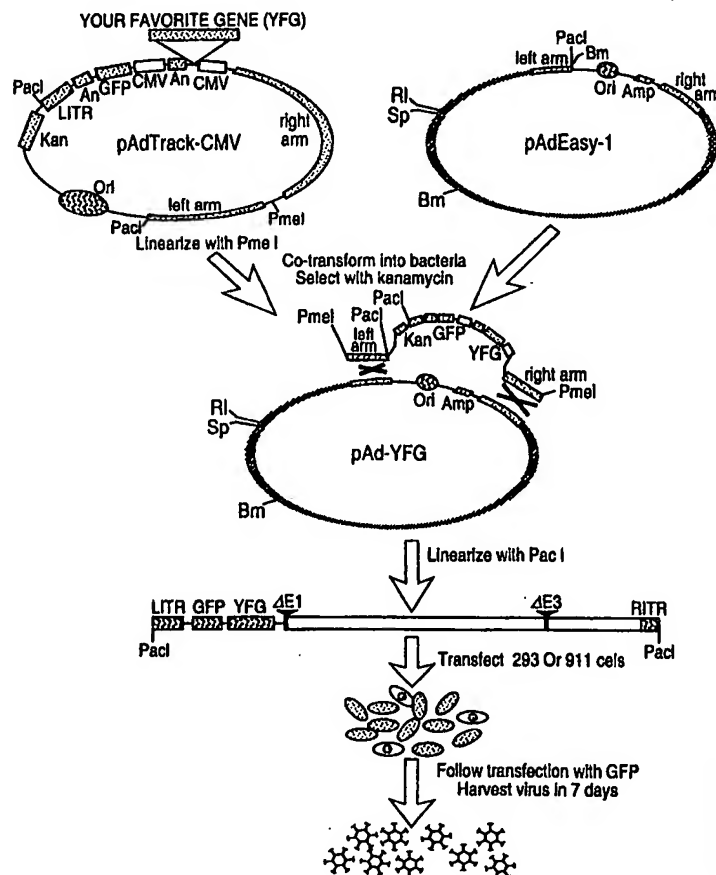 YOUR FAVORITE GENE (YFG)
PacI
LITR
An
GFP
CMV
An
CMV
Kan
right
arm
pAdTrack-CMV
Ori
left arm
PacI
PmeI
Linearize with Pme I
PacI
left arm
Bm
Ori
Amp
right
arm
RI
Sp
pAdEasy-1
Bm
Co-transform into bacteria
Select with kanamycin
PacI
PmeI
PacI
left
arm
Kan
GFP
YFG
right arm
PmeI
Ori
Amp
RI
Sp
pAd-YFG
Bm
Linearize with Pac I
LITR GFP YFG ΔE1 ΔE3 RITR
PacI PacI
Transfect 293 Or 911 cels
Follow transfection with GFP
Harvest virus in 7 days